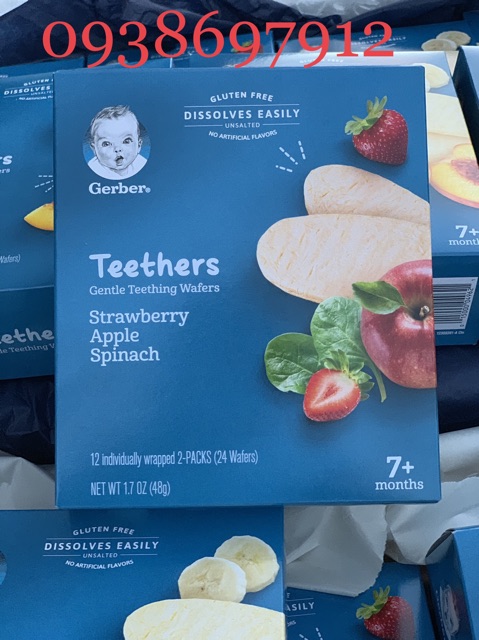 0938697912
GLUTEN FREE
DISSOLVES EASILY
UNSALTED
NO ARTIFICIAL FLAVORS
Gerber®
Teethers
Gentle Teething Wafers
Strawberry
Apple
Spinach
12 individually wrapped 2-PACKS (24 Wafers)
NET WT 1.7 OZ (48g)
7+
months
GLUTEN FREE
DISSOLVES EASILY
UNSALTED
NO ARTIFICIAL FLAVORS
7+